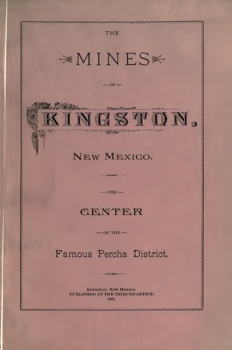 THE
MINES
OF
KINGSTON,
NEW MEXICO.
THE
CENTER
OF THE
Famous Percha District.
KINGSTON, NEW MEXICO.
PUBLISHED AT THE TRIBUNE OFFICE.